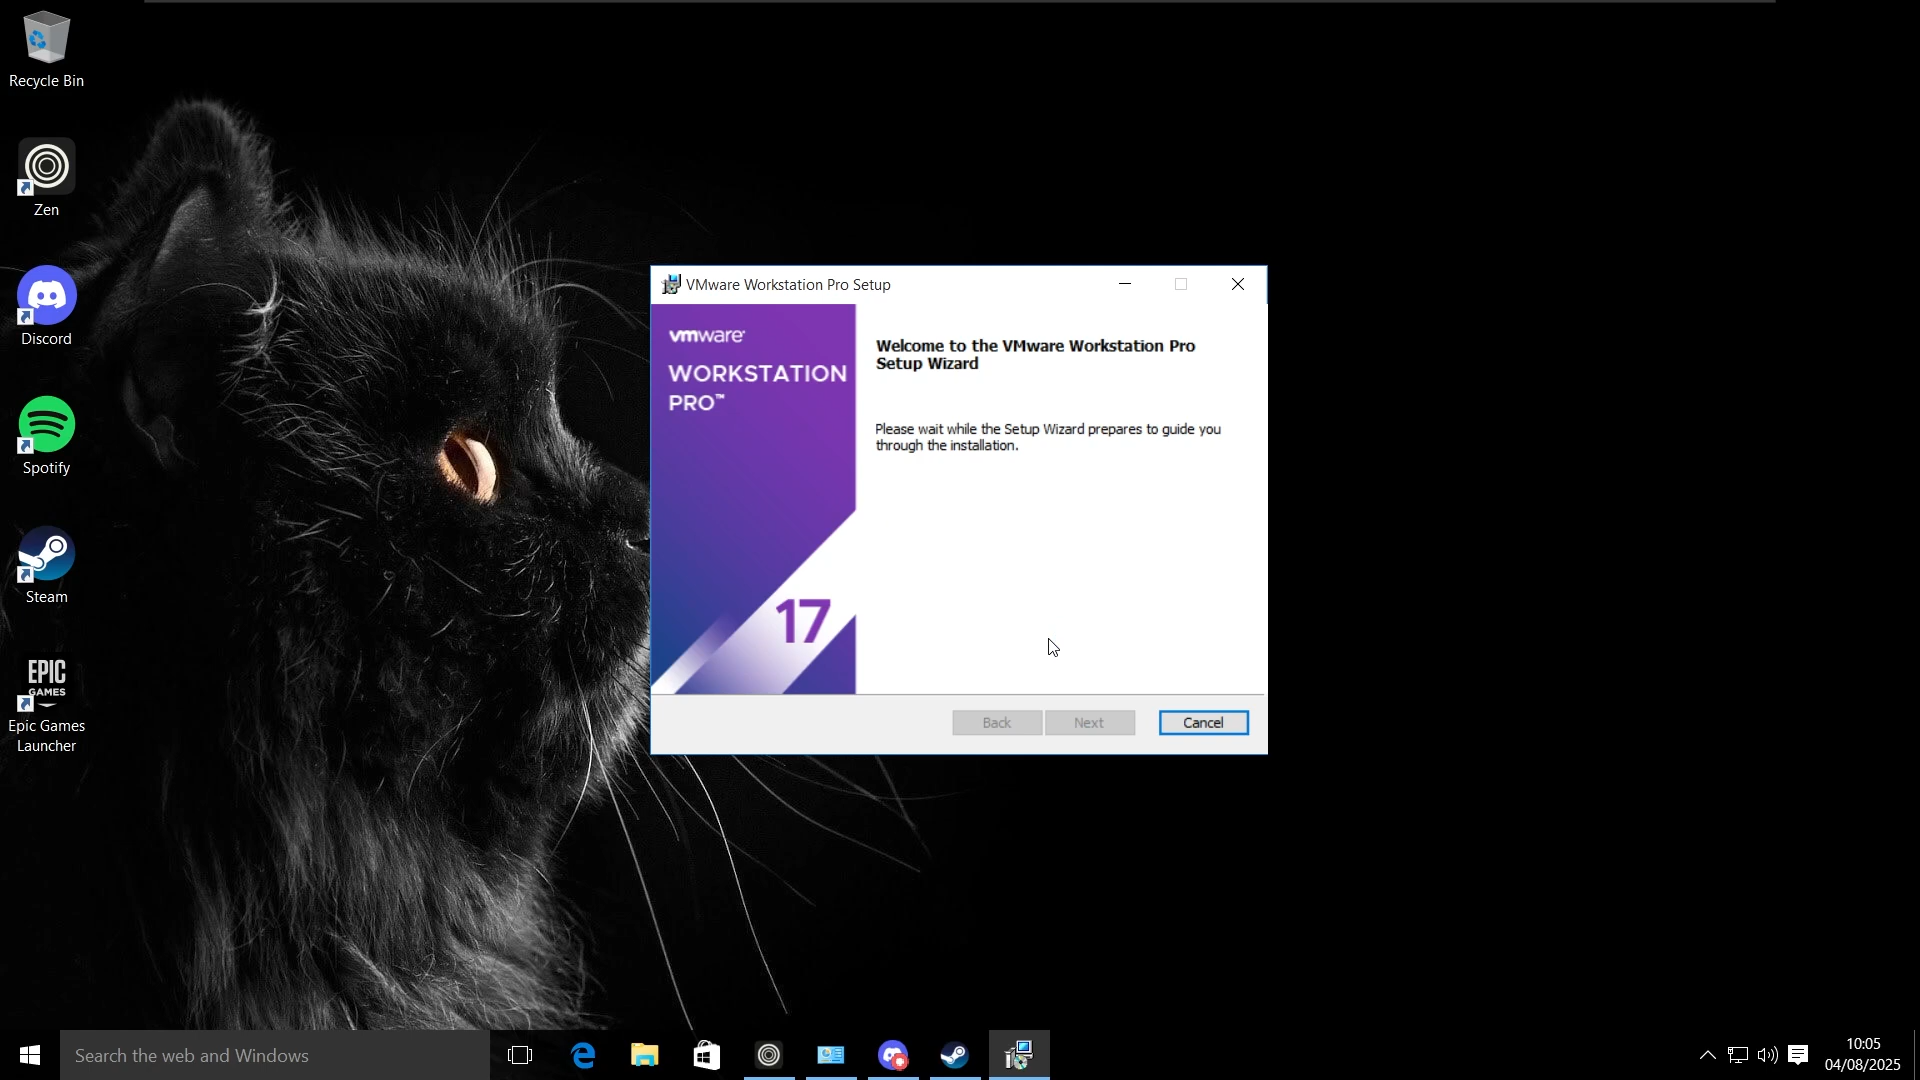 Recycle Bin
Zen
Discord
Spotify
Steam
EPIC
GAMES
Epic Games
Launcher
VMware Workstation Pro Setup
vmware®
WORKSTATION
PRO™
17
Welcome to the VMware Workstation Pro
Setup Wizard
Please wait while the Setup Wizard prepares to guide you
through the installation.
Back
Next
Cancel
Search the web and Windows
10:05
04/08/2025